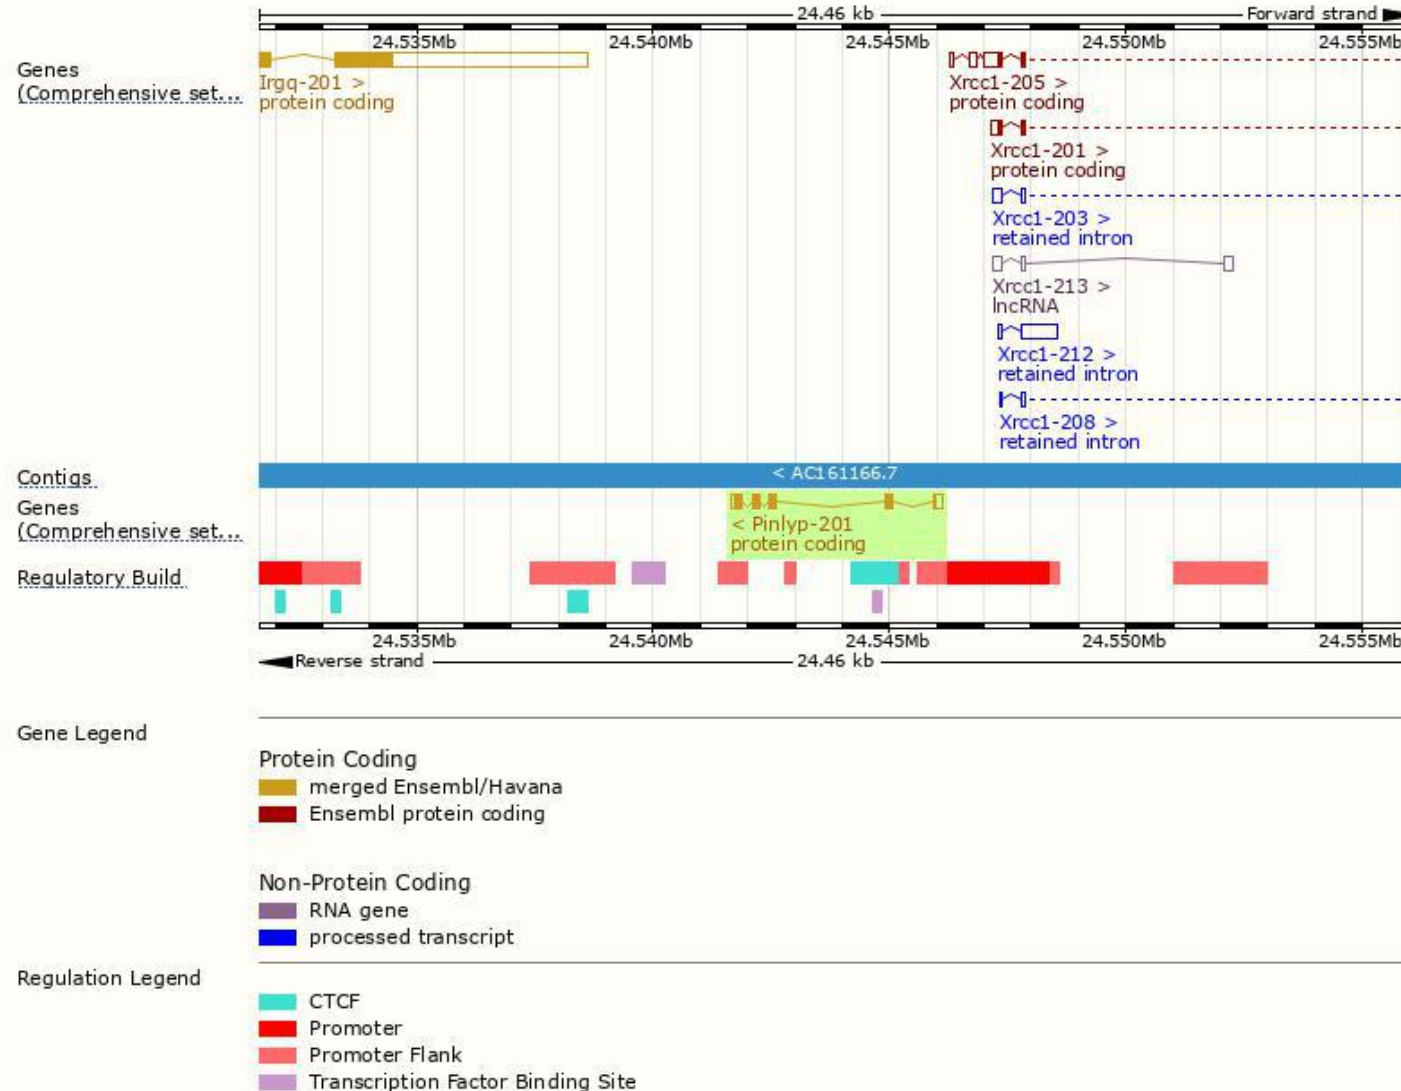 24.46 kb
Forward strand
24.535Mb 24.540Mb 24.545Mb 24.550Mb 24.555Mb
Genes
(Comprehensive set...
Irgq-201 >
protein coding
Xrcc1-205 >
protein coding
Xrcc1-201 >
protein coding
Xrcc1-203 >
retained intron
Xrcc1-213 >
lncRNA
Xrcc1-212 >
retained intron
Xrcc1-208 >
retained intron
Contigs
< AC161166.7
Genes
(Comprehensive set...
< Pinlyp-201
protein coding
Regulatory Build
24.535Mb 24.540Mb 24.545Mb 24.550Mb 24.555Mb
Reverse strand
24.46 kb
Gene Legend
Protein Coding
merged Ensembl/Havana
Ensembl protein coding
Non-Protein Coding
RNA gene
processed transcript
Regulation Legend
CTCF
Promoter
Promoter Flank
Transcription Factor Binding Site